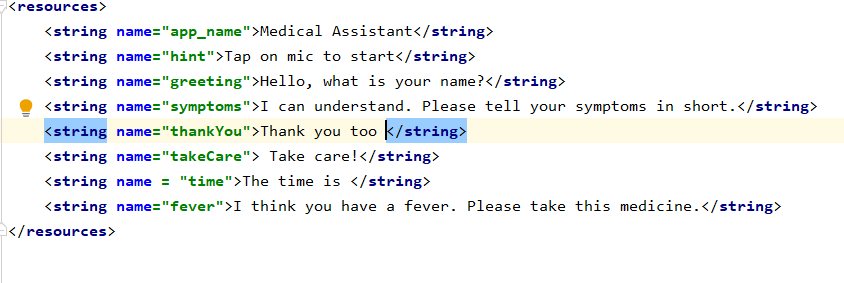 <resources>
    <string name="app_name">Medical Assistant</string>
    <string name="hint">Tap on mic to start</string>
    <string name="greeting">Hello, what is your name?</string>
    <string name="symptoms">I can understand. Please tell your symptoms in short.</string>
    <string name="thankYou">Thank you too </string>
    <string name="takeCare"> Take care!</string>
    <string name = "time">The time is </string>
    <string name="fever">I think you have a fever. Please take this medicine.</string>
</resources>